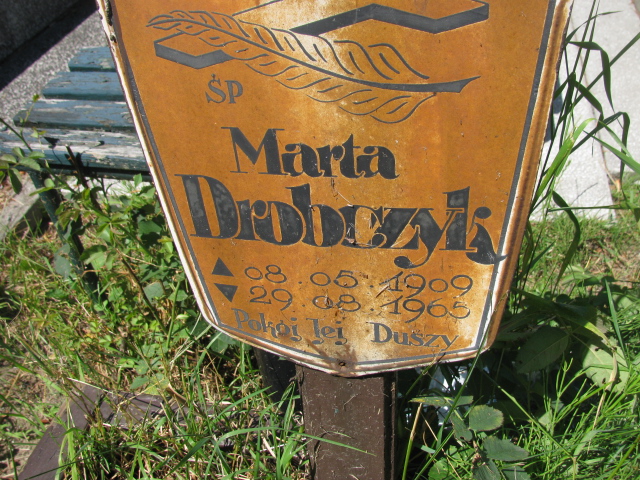 ŚP
Marta
Drobczyk
▲ 08.05.1909
▼ 29.08.1965
Pokój Jej Duszy